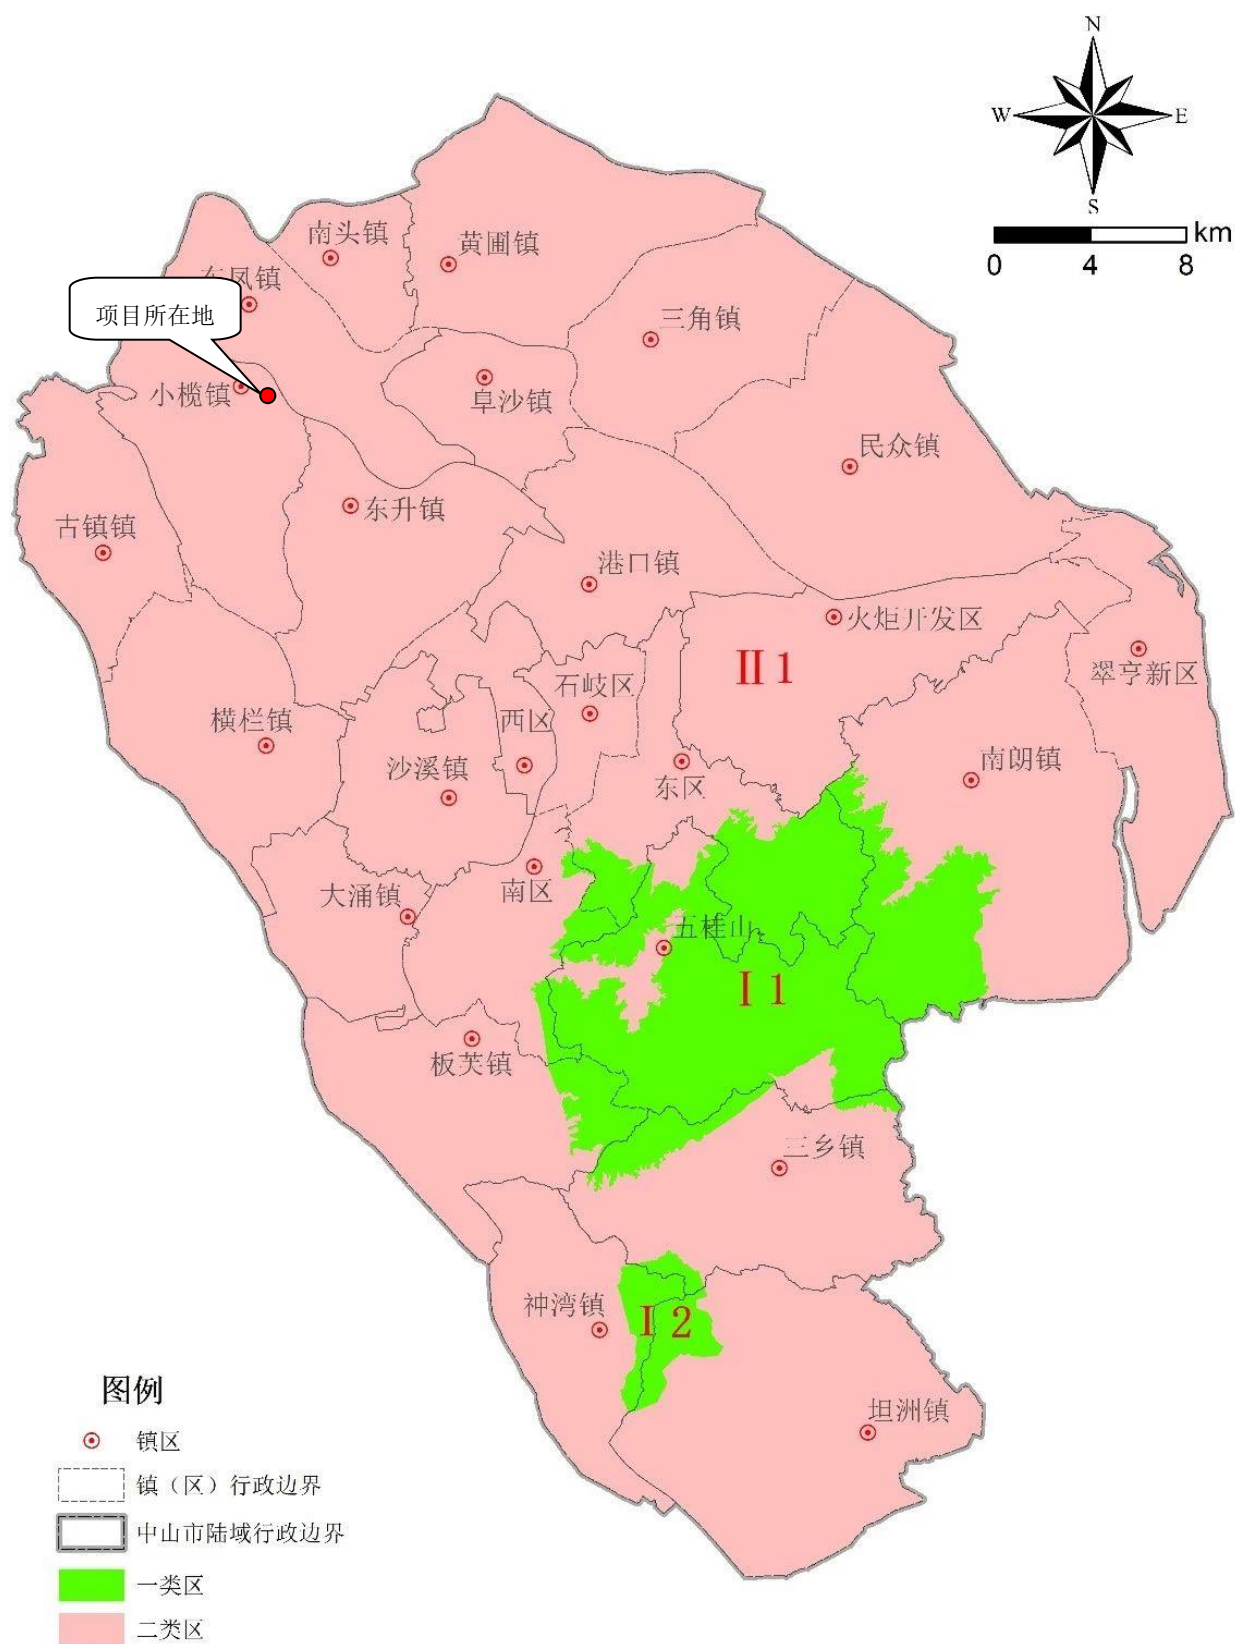 N
W
E
S
km
0
4
8
南头镇
黄圃镇
东凤镇
项目所在地
三角镇
小榄镇
阜沙镇
民众镇
古镇镇
东升镇
港口镇
火炬开发区
II 1
翠亨新区
石岐区
横栏镇
西区
沙溪镇
东区
南朗镇
大涌镇
南区
五桂山
I 1
板芙镇
三乡镇
神湾镇
I 2
坦洲镇
图例
镇区
镇（区）行政边界
中山市陆域行政边界
一类区
二类区